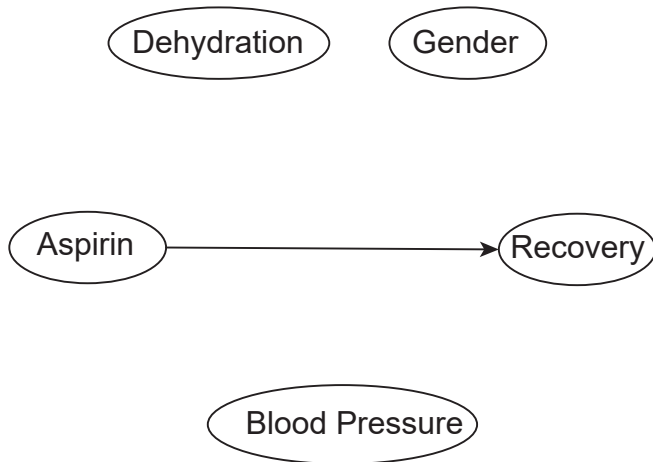 Dehydration
Gender
Aspirin
Recovery
Blood Pressure